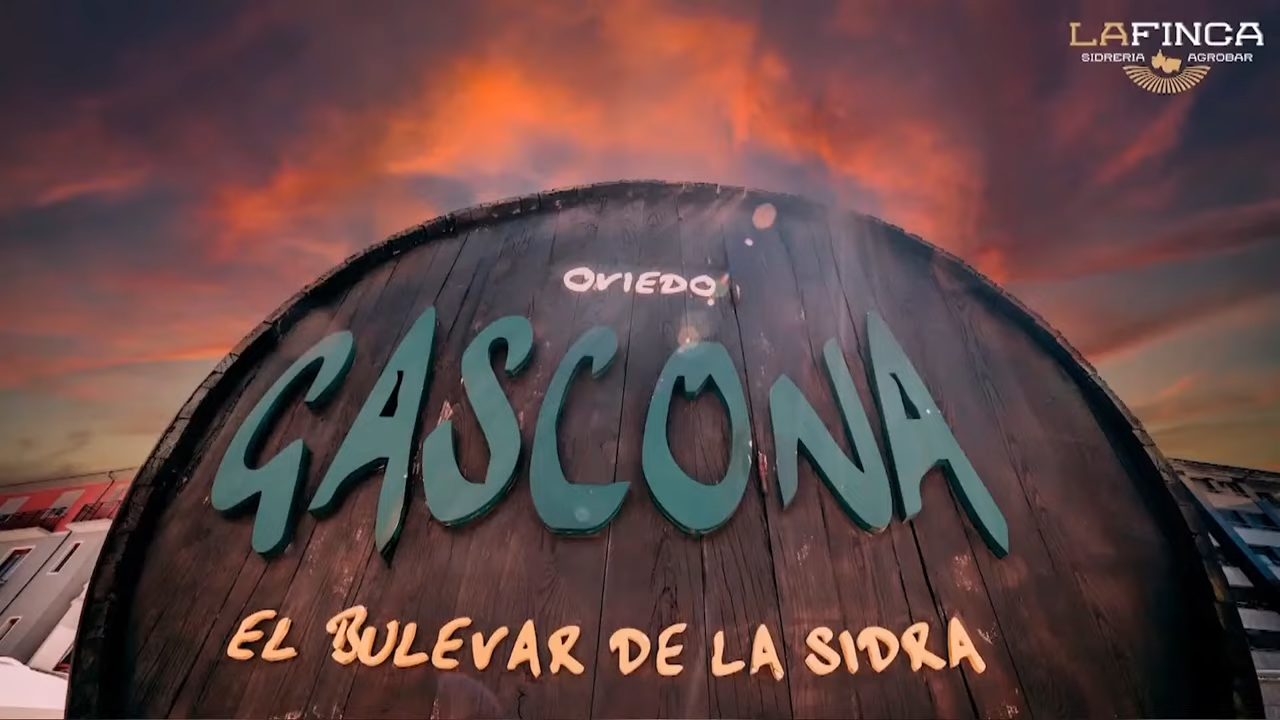 LAFINCA
SIDRERIA AGROBAR
OVIEDO
GASCONA
EL BULEVAR DE LA SIDRA